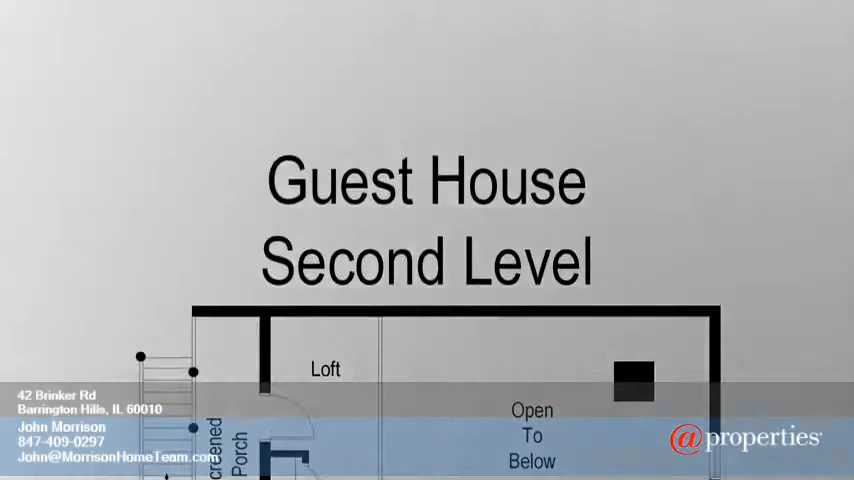 Guest House
Second Level
Loft
Open
To
Below
Porch
42 Brinker Rd
Barrington Hills, IL 60010
John Morrison
847-409-0297
John@MorrisonHomeTeam.com
@properties